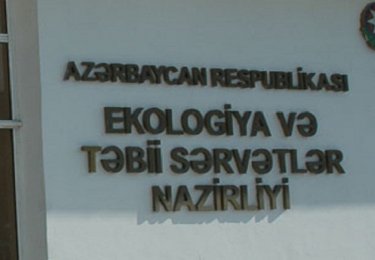 AZƏRBAYCAN RESPUBLİKASI
EKOLOGİYA VƏ
TƏBİİ SƏRVƏTLƏR
NAZİRLİYİ